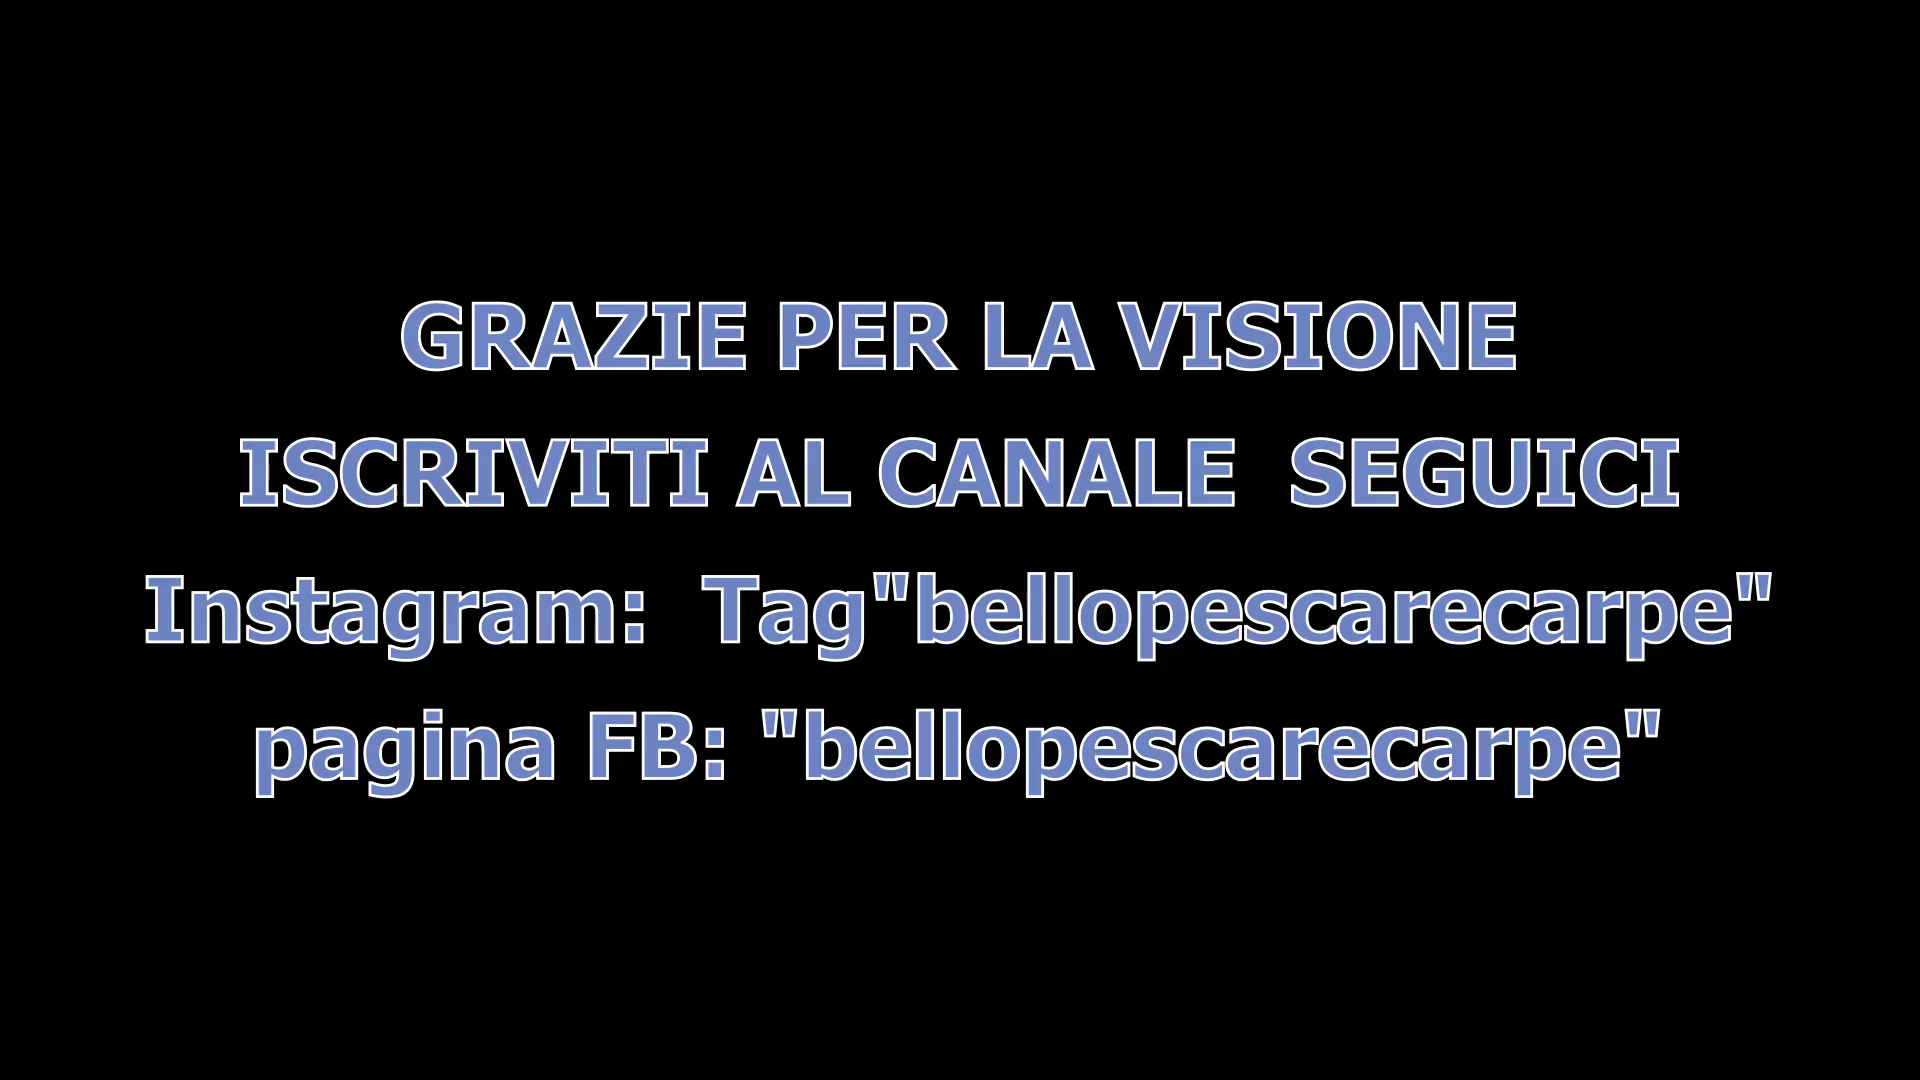 GRAZIE PER LA VISIONE
ISCRIVITI AL CANALE  SEGUICI
Instagram:  Tag"bellopescarecarpe"
pagina FB: "bellopescarecarpe"